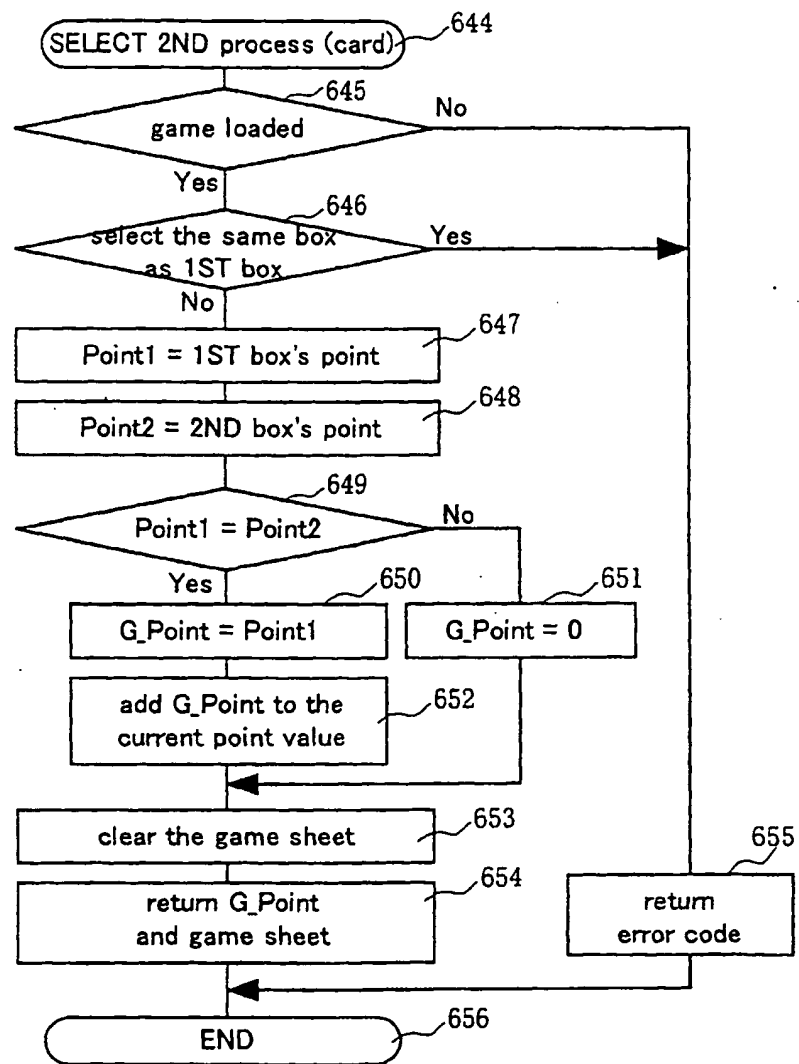 SELECT 2ND process (card)
644
645
game loaded
No
Yes
646
select the same box
as 1ST box
Yes
No
647
Point1 = 1ST box's point
648
Point2 = 2ND box's point
649
Point1 = Point2
No
Yes
650
651
G_Point = Point1
G_Point = 0
add G_Point to the
current point value
652
clear the game sheet
653
655
return G_Point
and game sheet
654
return
error code
END
656